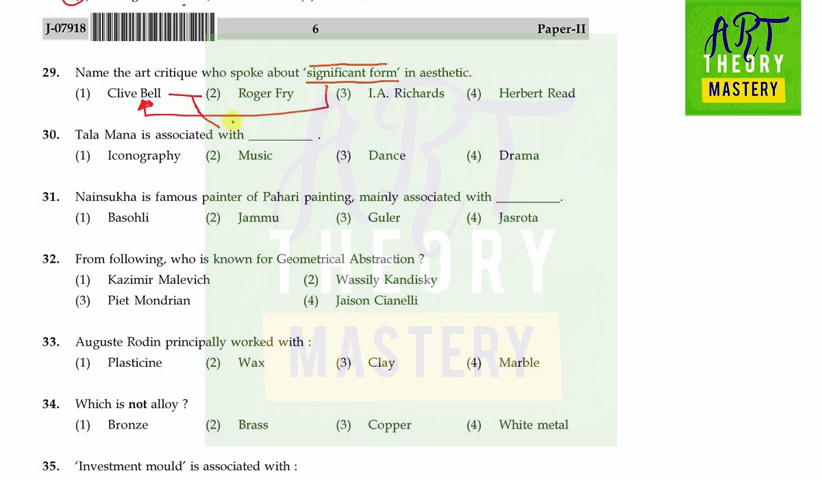 J-07918 6 Paper-II
29. Name the art critique who spoke about 'significant form' in aesthetic.
(1) Clive Bell (2) Roger Fry (3) I.A. Richards (4) Herbert Read
30. Tala Mana is associated with __________ .
(1) Iconography (2) Music (3) Dance (4) Drama
31. Nainsukha is famous painter of Pahari painting, mainly associated with __________.
(1) Basohli (2) Jammu (3) Guler (4) Jasrota
32. From following, who is known for Geometrical Abstraction ?
(1) Kazimir Malevich (2) Wassily Kandisky
(3) Piet Mondrian (4) Jaison Cianelli
33. Auguste Rodin principally worked with :
(1) Plasticine (2) Wax (3) Clay (4) Marble
34. Which is not alloy ?
(1) Bronze (2) Brass (3) Copper (4) White metal
35. 'Investment mould' is associated with :
ART
THEORY
MASTERY
ART
THEORY
MASTERY